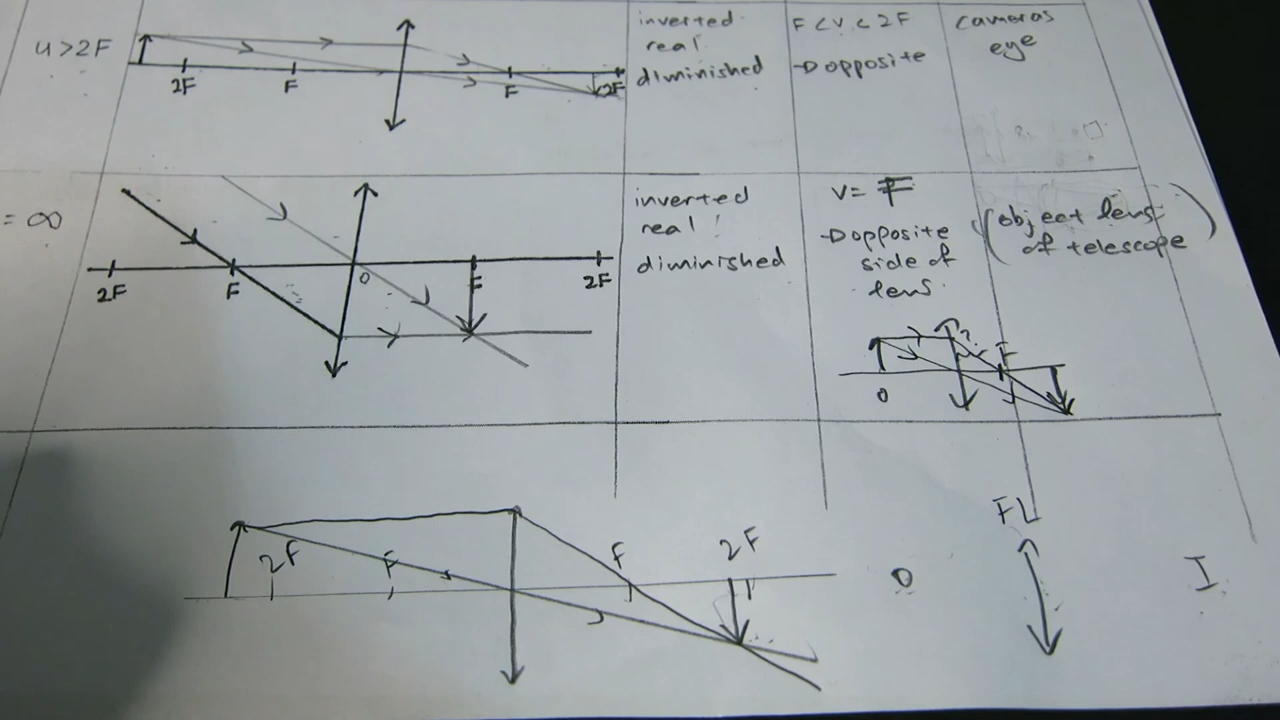 u>2F
2F
F
F
2F
inverted
real
diminished
F<v<2F
→opposite
cameras
eye
=∞
2F
F
O
F
2F
inverted
real
diminished
v=F
→opposite
side of
lens
(object lens
of telescope)
O
F
2F
F
F
2F
O
FL
I